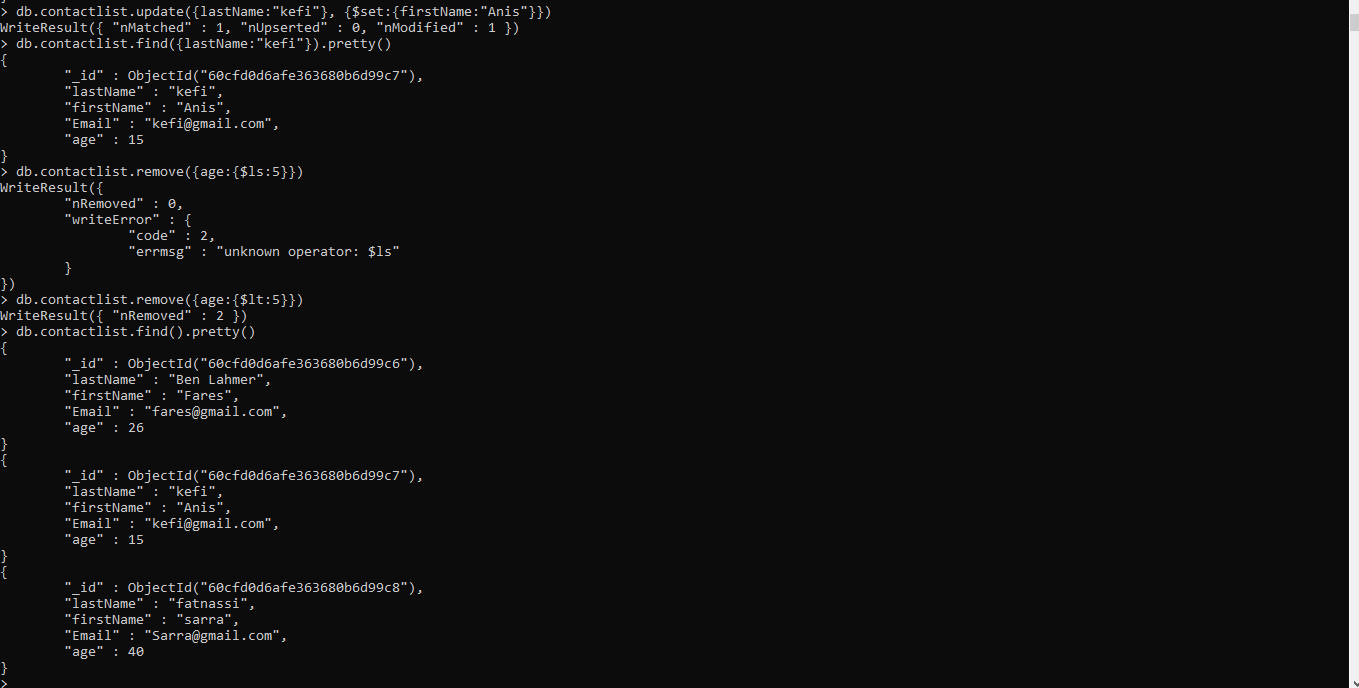 > db.contactlist.update({lastName:"kefi"}, {$set:{firstName:"Anis"}})
WriteResult({ "nMatched" : 1, "nUpserted" : 0, "nModified" : 1 })
> db.contactlist.find({lastName:"kefi"}).pretty()
{
        "_id" : ObjectId("60cfd0d6afe363680b6d99c7"),
        "lastName" : "kefi",
        "firstName" : "Anis",
        "Email" : "kefi@gmail.com",
        "age" : 15
}
> db.contactlist.remove({age:{$ls:5}})
WriteResult({
        "nRemoved" : 0,
        "writeError" : {
                "code" : 2,
                "errmsg" : "unknown operator: $ls"
        }
})
> db.contactlist.remove({age:{$lt:5}})
WriteResult({ "nRemoved" : 2 })
> db.contactlist.find().pretty()
{
        "_id" : ObjectId("60cfd0d6afe363680b6d99c6"),
        "lastName" : "Ben Lahmer",
        "firstName" : "Fares",
        "Email" : "fares@gmail.com",
        "age" : 26
}
{
        "_id" : ObjectId("60cfd0d6afe363680b6d99c7"),
        "lastName" : "kefi",
        "firstName" : "Anis",
        "Email" : "kefi@gmail.com",
        "age" : 15
}
{
        "_id" : ObjectId("60cfd0d6afe363680b6d99c8"),
        "lastName" : "fatnassi",
        "firstName" : "sarra",
        "Email" : "Sarra@gmail.com",
        "age" : 40
}
>